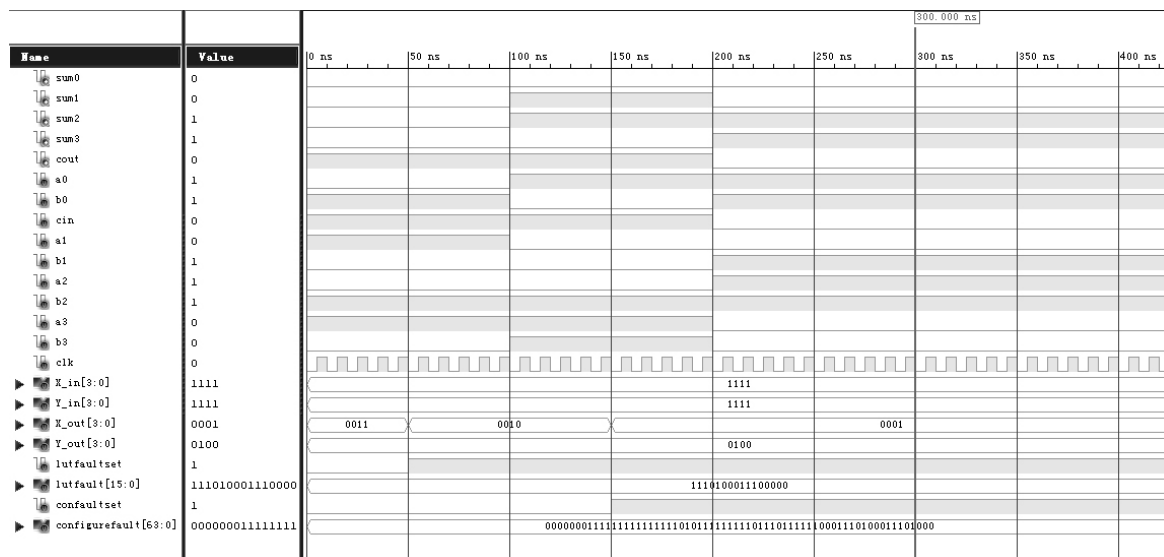 300.000 ns
Name Value 0 ns 50 ns 100 ns 150 ns 200 ns 250 ns 300 ns 350 ns 400 ns
sum0 0
sum1 0
sum2 1
sum3 1
cout 0
a0 1
b0 1
cin 0
a1 0
b1 1
a2 1
b2 1
a3 0
b3 0
clk 0
X_in[3:0] 1111 1111
Y_in[3:0] 1111 1111
X_out[3:0] 0001 0011 0010 0001
Y_out[3:0] 0100 0100
lutfaultset 1
lutfault[15:0] 111010001110000 1110100011100000
confaultset 1
configurefault[63:0] 000000011111111